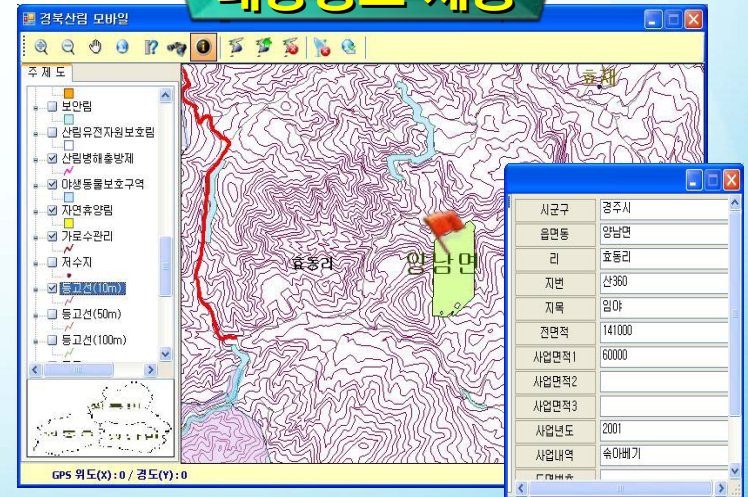 경북산림 모바일
주 제 도
보안림
산림유전자원보호림
산림병해충방제
야생동물보호구역
자연휴양림
가로수관리
저수지
등고선(10m)
등고선(50m)
등고선(100m)
효동리
양남면
시군구 경주시
읍면동 양남면
리 효동리
지번 산360
지목 임야
전면적 141000
사업면적1 60000
사업면적2
사업면적3
사업년도 2001
사업내역 솎아베기
GPS 위도(X) : 0 / 경도(Y) : 0